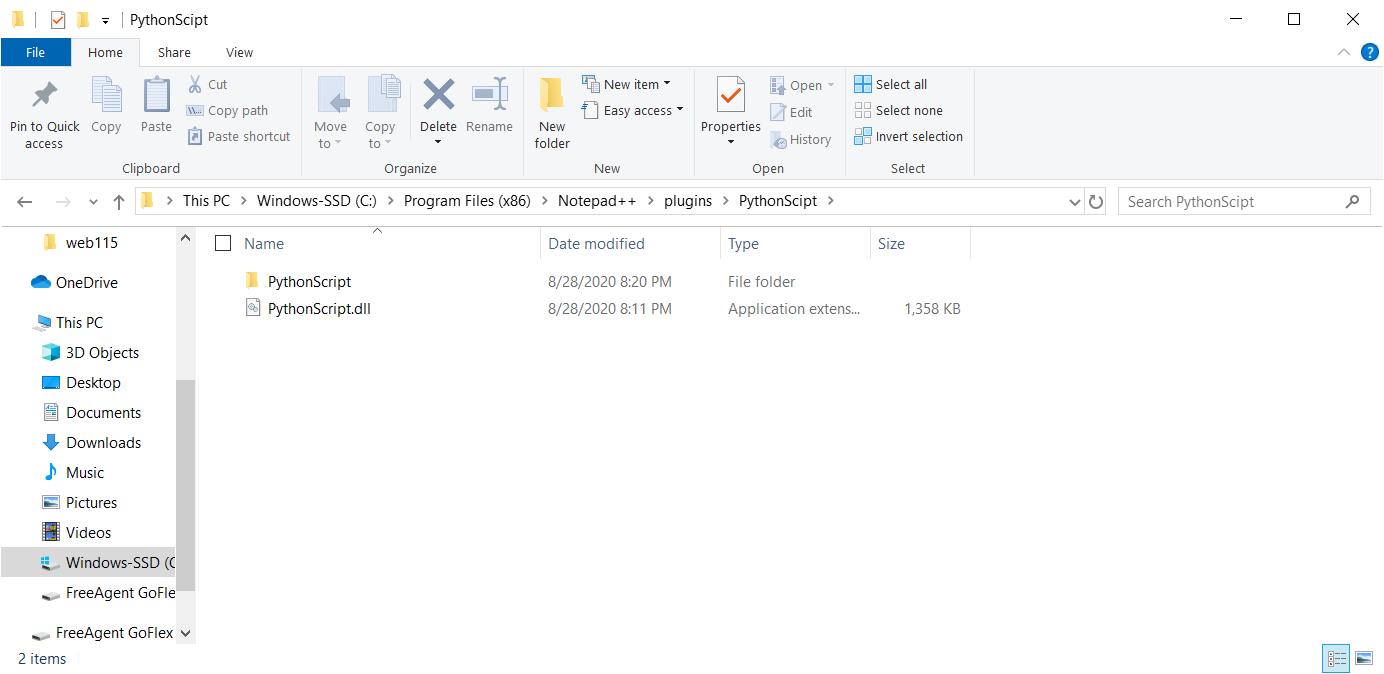 PythonScipt
File Home Share View
Pin to Quick access
Copy
Paste
Cut
Copy path
Paste shortcut
Clipboard
Move to
Copy to
Delete
Rename
Organize
New folder
New item
Easy access
New
Properties
Open
Edit
History
Open
Select all
Select none
Invert selection
Select
This PC > Windows-SSD (C:) > Program Files (x86) > Notepad++ > plugins > PythonScipt >
Search PythonScipt
web115
OneDrive
This PC
3D Objects
Desktop
Documents
Downloads
Music
Pictures
Videos
Windows-SSD (C
FreeAgent GoFle
FreeAgent GoFlex
Name Date modified Type Size
PythonScript 8/28/2020 8:20 PM File folder
PythonScript.dll 8/28/2020 8:11 PM Application extens... 1,358 KB
2 items